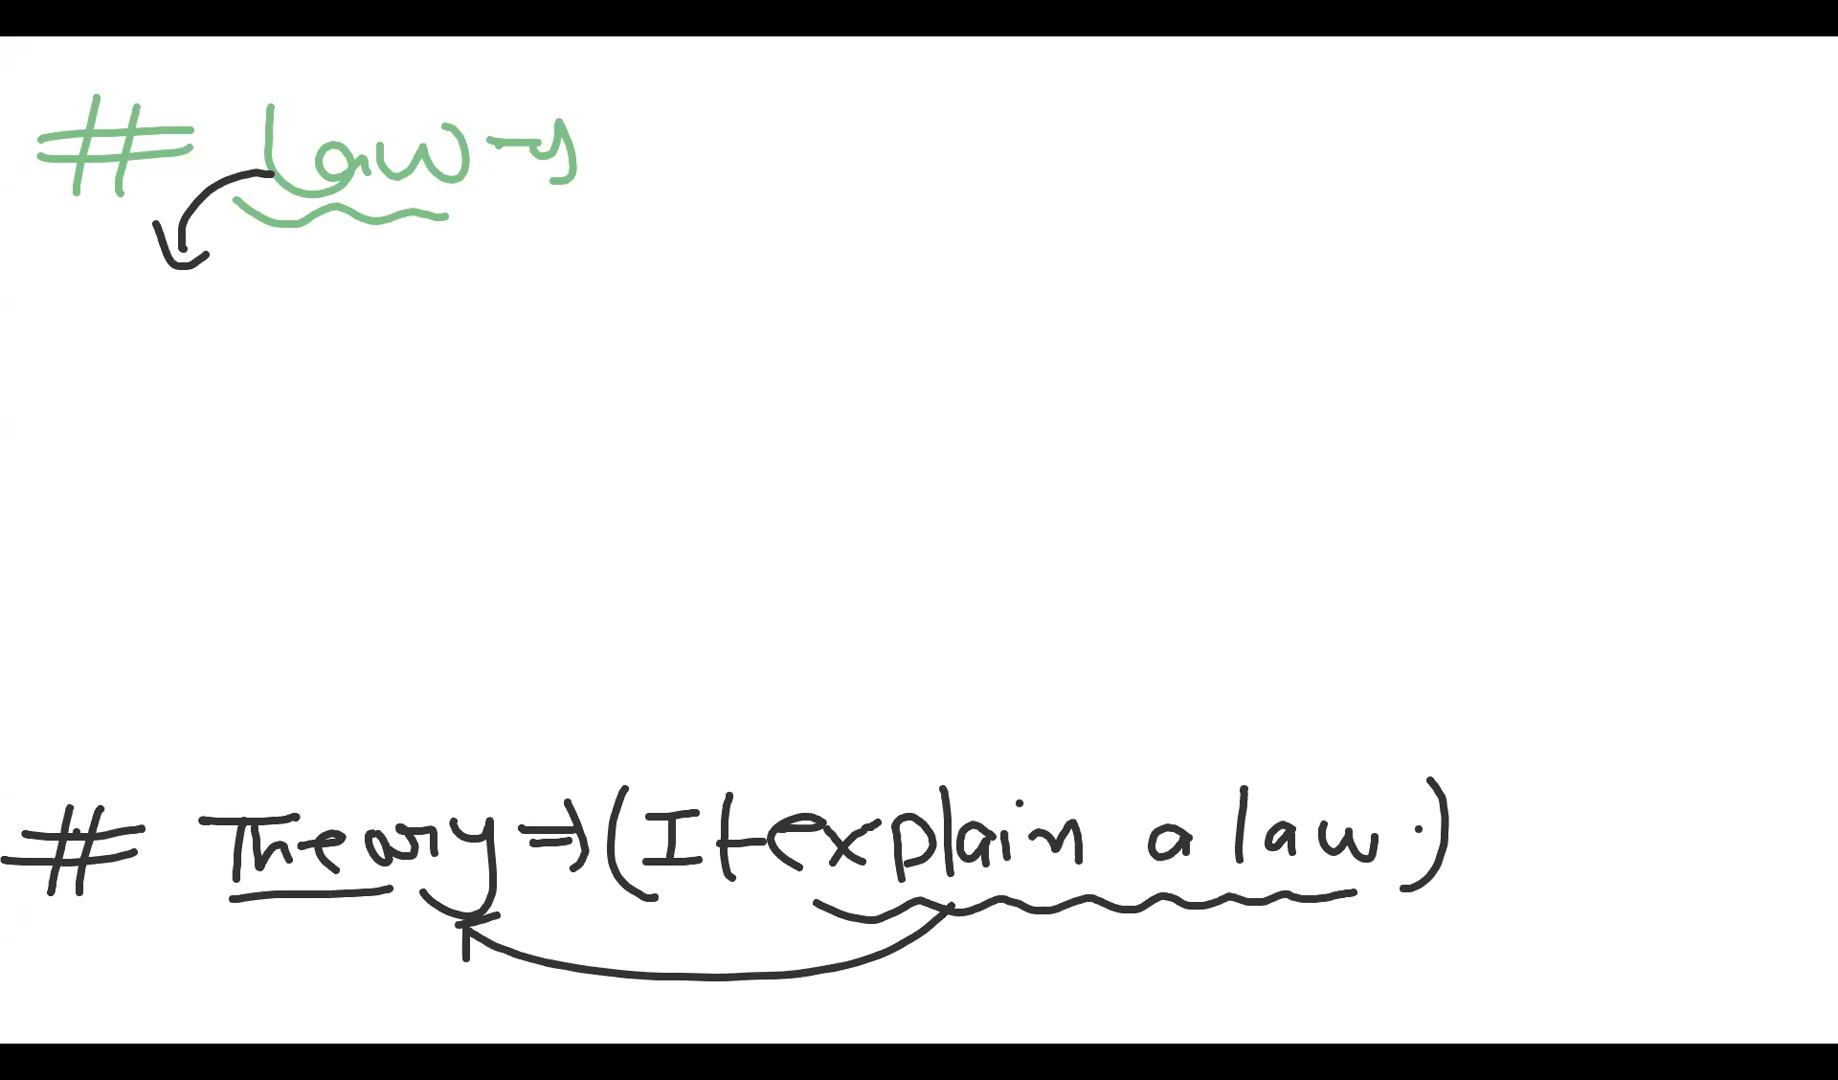 # Law →
# Theory ⇒ (It explain a law.)